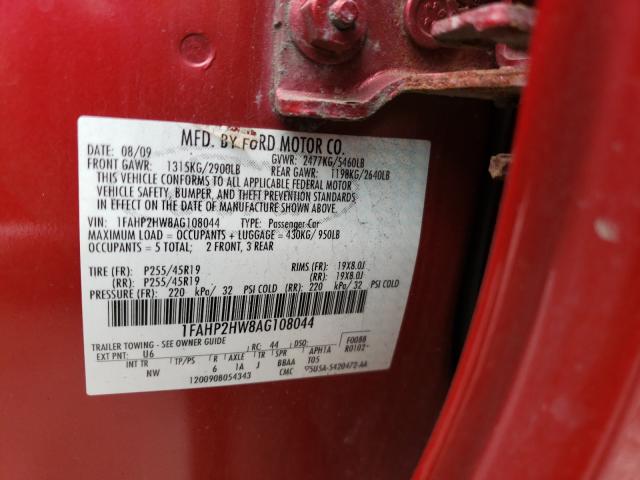 MFD. BY FORD MOTOR CO.
DATE: 08/09 GVWR: 2477KG/5460LB
FRONT GAWR: 1315KG/2900LB REAR GAWR: 1198KG/2640LB
THIS VEHICLE CONFORMS TO ALL APPLICABLE FEDERAL MOTOR
VEHICLE SAFETY, BUMPER, AND THEFT PREVENTION STANDARDS
IN EFFECT ON THE DATE OF MANUFACTURE SHOWN ABOVE.
VIN: 1FAHP2HW8AG108044 TYPE: Passenger Car
MAXIMUM LOAD = OCCUPANTS + LUGGAGE = 430KG/ 950LB
OCCUPANTS = 5 TOTAL; 2 FRONT, 3 REAR
TIRE (FR): P255/45R19 RIMS (FR): 19X8.0J
(RR): P255/45R19 (RR): 19X8.0J
PRESSURE (FR): 220 kPa/ 32 PSI COLD (RR): 220 kPa/ 32 PSI COLD
1FAHP2HW8AG108044
TRAILER TOWING - SEE OWNER GUIDE F0088
EXT PNT: U6 RC: 44 DSO: R0102
INT TR TP/PS R AXLE TR SPR APH1A
NW 6 1A J BBAA T05
1200908054343 CMC 5U5A-5420472-AA